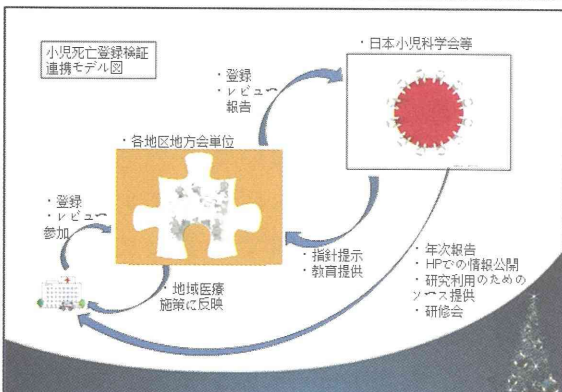 小児死亡登録検証
連携モデル図
・日本小児科学会等
・登録
・レビュー
報告
・各地区地方会単位
・登録
・レビュー
参加
・指針提示
・教育提供
・地域医療
施策に反映
・年次報告
・HPでの情報公開
・研究利用のための
ソース提供
・研修会